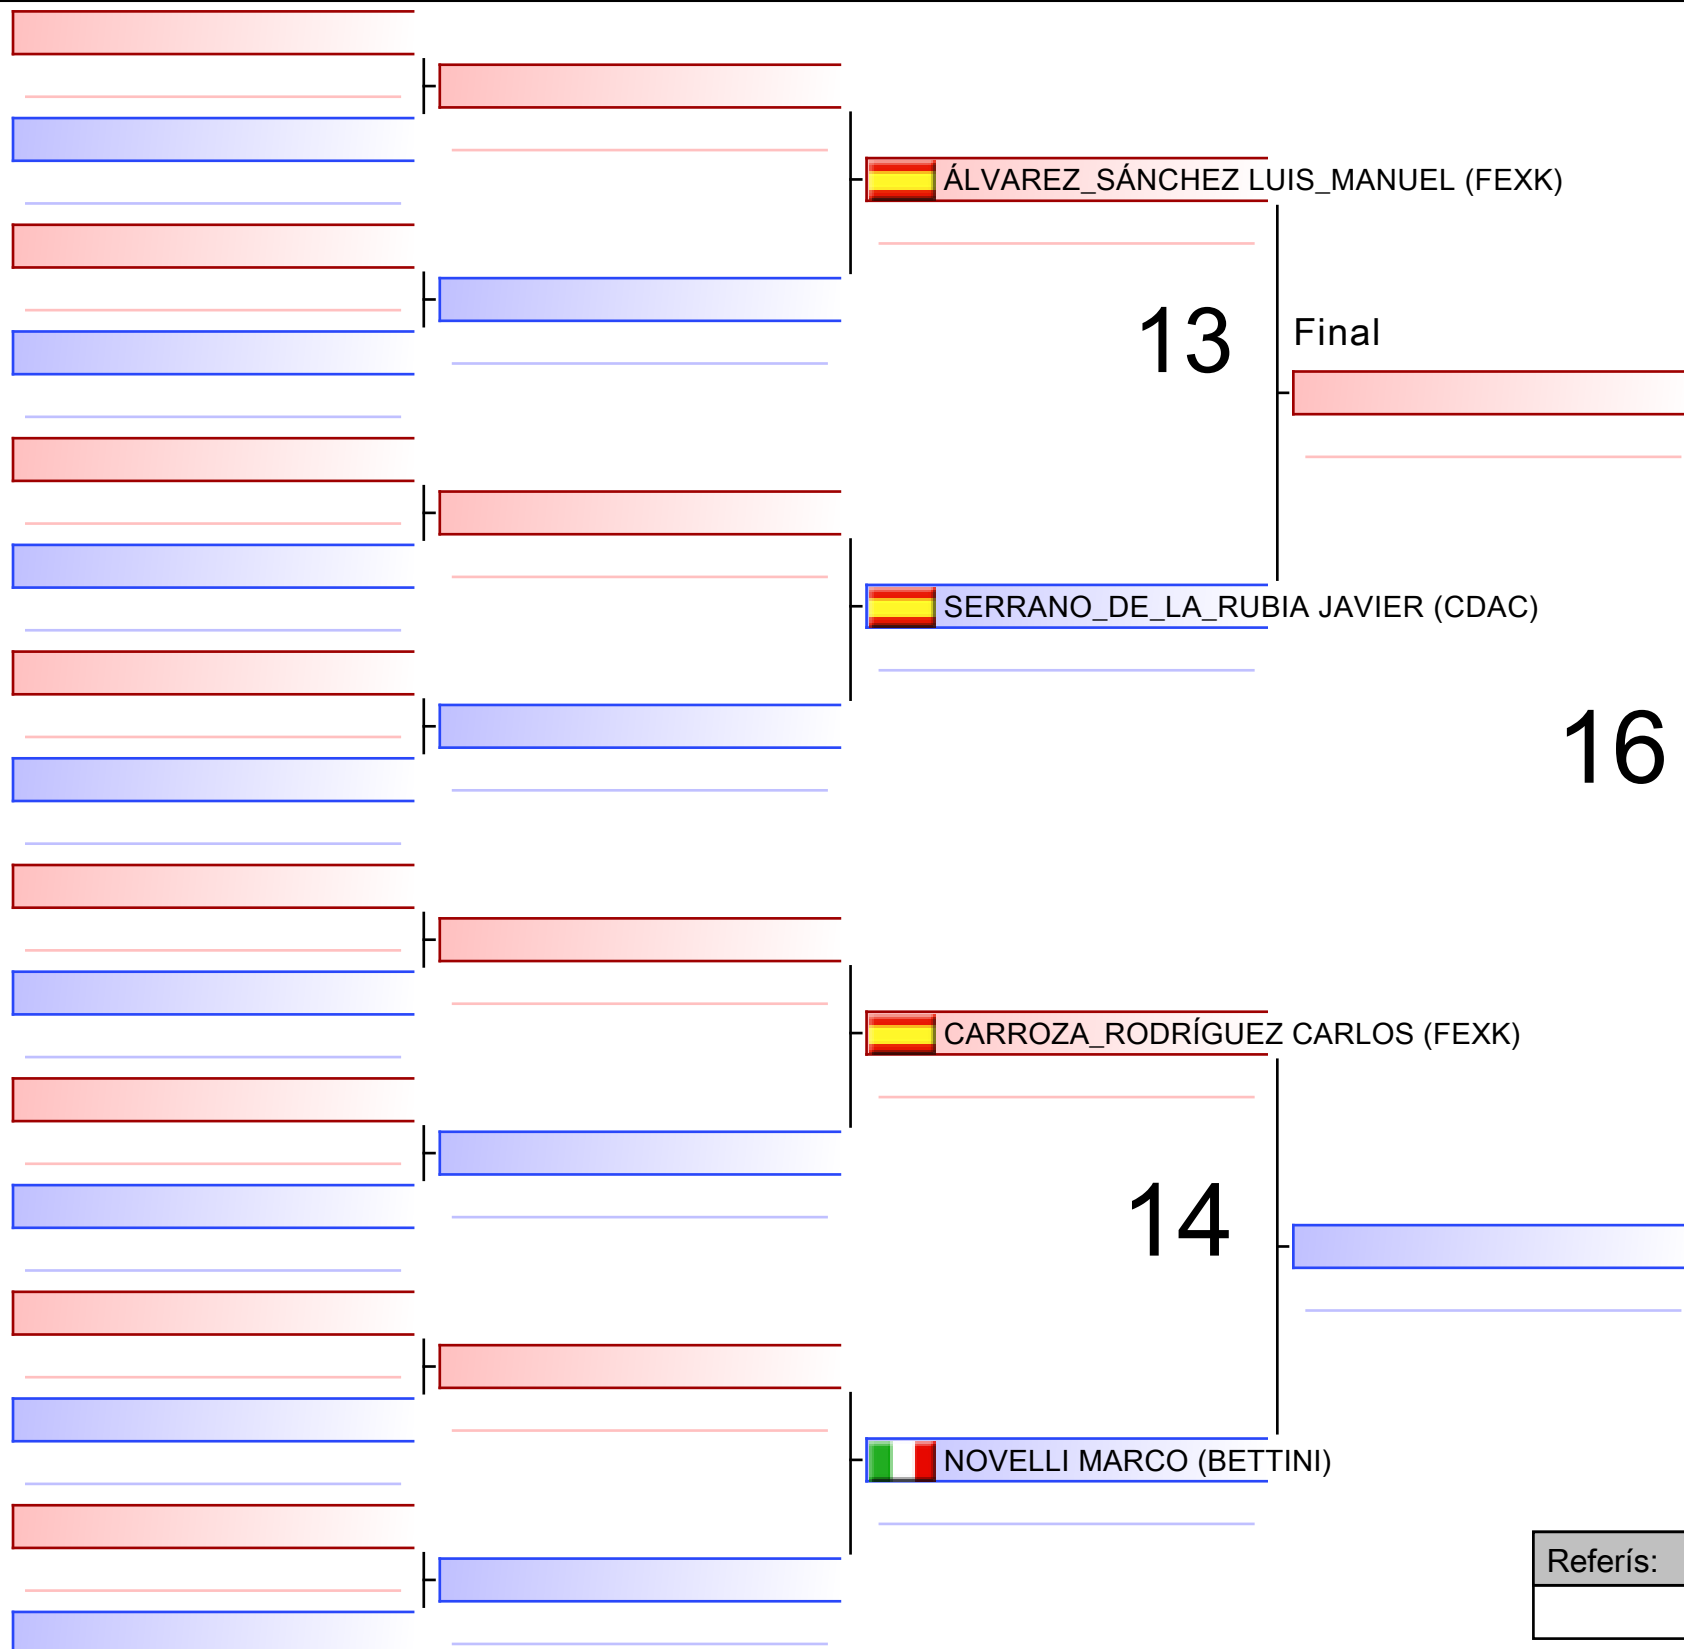 ÁLVAREZ_SÁNCHEZ LUIS_MANUEL (FEXK)
13
Final
SERRANO_DE_LA_RUBIA JAVIER (CDAC)
16
CARROZA_RODRÍGUEZ CARLOS (FEXK)
14
NOVELLI MARCO (BETTINI)
Referís: